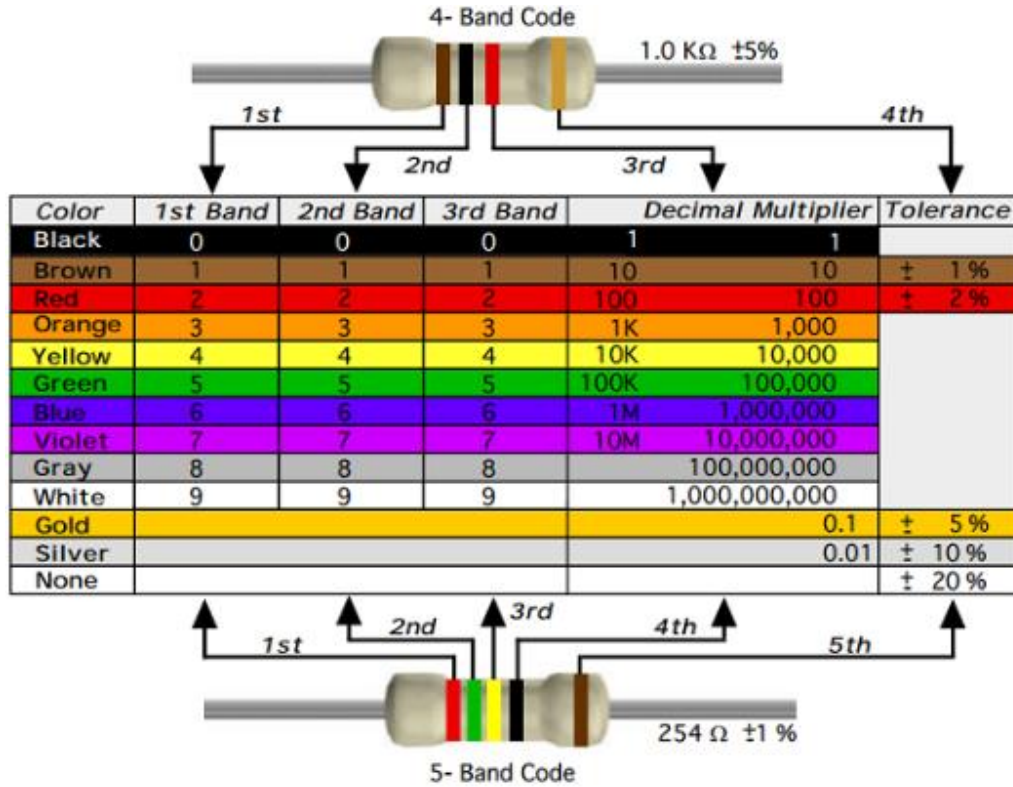 4- Band Code
1.0 KΩ ±5%
1st
2nd
3rd
4th
Color 1st Band 2nd Band 3rd Band Decimal Multiplier Tolerance
Black 0 0 0 1 1
Brown 1 1 1 10 10 ± 1 %
Red 2 2 2 100 100 ± 2 %
Orange 3 3 3 1K 1,000
Yellow 4 4 4 10K 10,000
Green 5 5 5 100K 100,000
Blue 6 6 6 1M 1,000,000
Violet 7 7 7 10M 10,000,000
Gray 8 8 8 100,000,000
White 9 9 9 1,000,000,000
Gold 0.1 ± 5 %
Silver 0.01 ± 10 %
None ± 20 %
1st
2nd
3rd
4th
5th
254 Ω ±1 %
5- Band Code